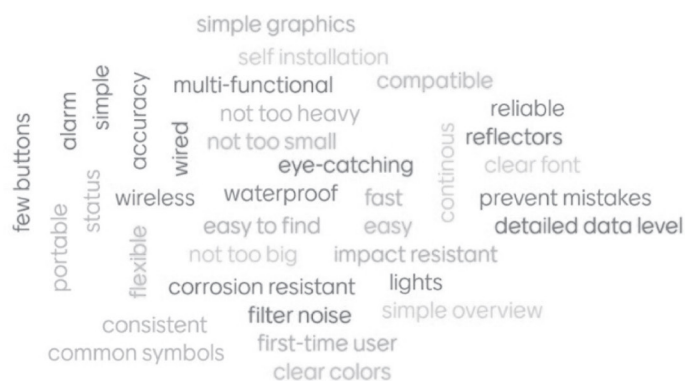 simple graphics
self installation
multi-functional
compatible
simple
alarm
accuracy
not too heavy
reliable
few buttons
wired
not too small
continous
reflectors
eye-catching
clear font
status
wireless
waterproof
fast
prevent mistakes
portable
flexible
easy to find
easy
detailed data level
not too big
impact resistant
corrosion resistant
lights
filter noise
simple overview
consistent
first-time user
common symbols
clear colors